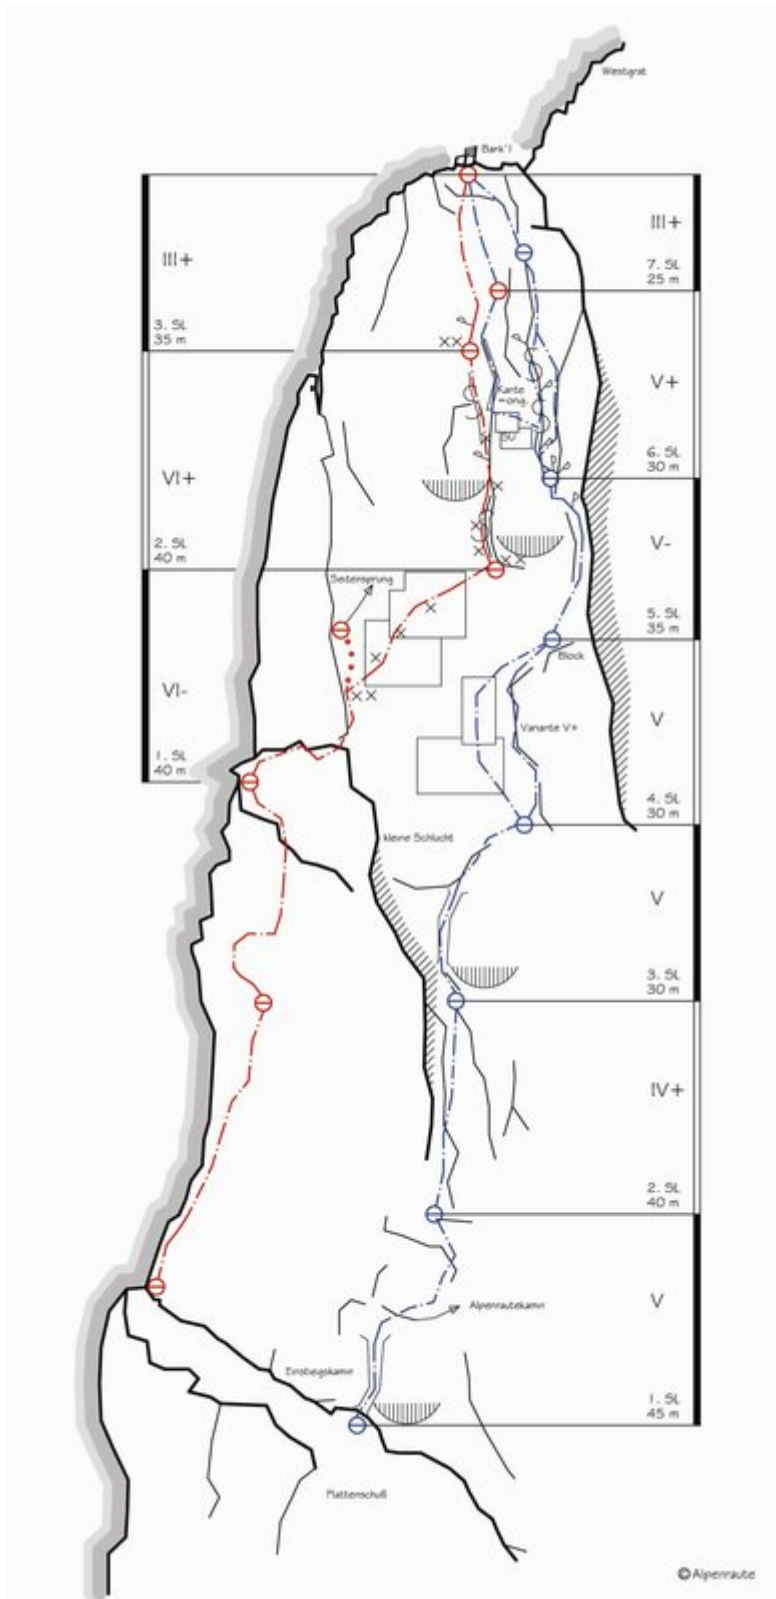 Westgrat
Bank'l
III+
3. SL
35 m
III+
7. SL
25 m
Kante
V+
6. SL
30 m
VI+
2. SL
40 m
V-
5. SL
35 m
Seitensprung
VI-
1. SL
40 m
Block
V
Variante V+
4. SL
30 m
kleine Schlucht
V
3. SL
30 m
IV+
2. SL
40 m
V
Alpenrautekamin
Einstiegskamin
1. SL
45 m
Plattenschuß
©Alpenraute